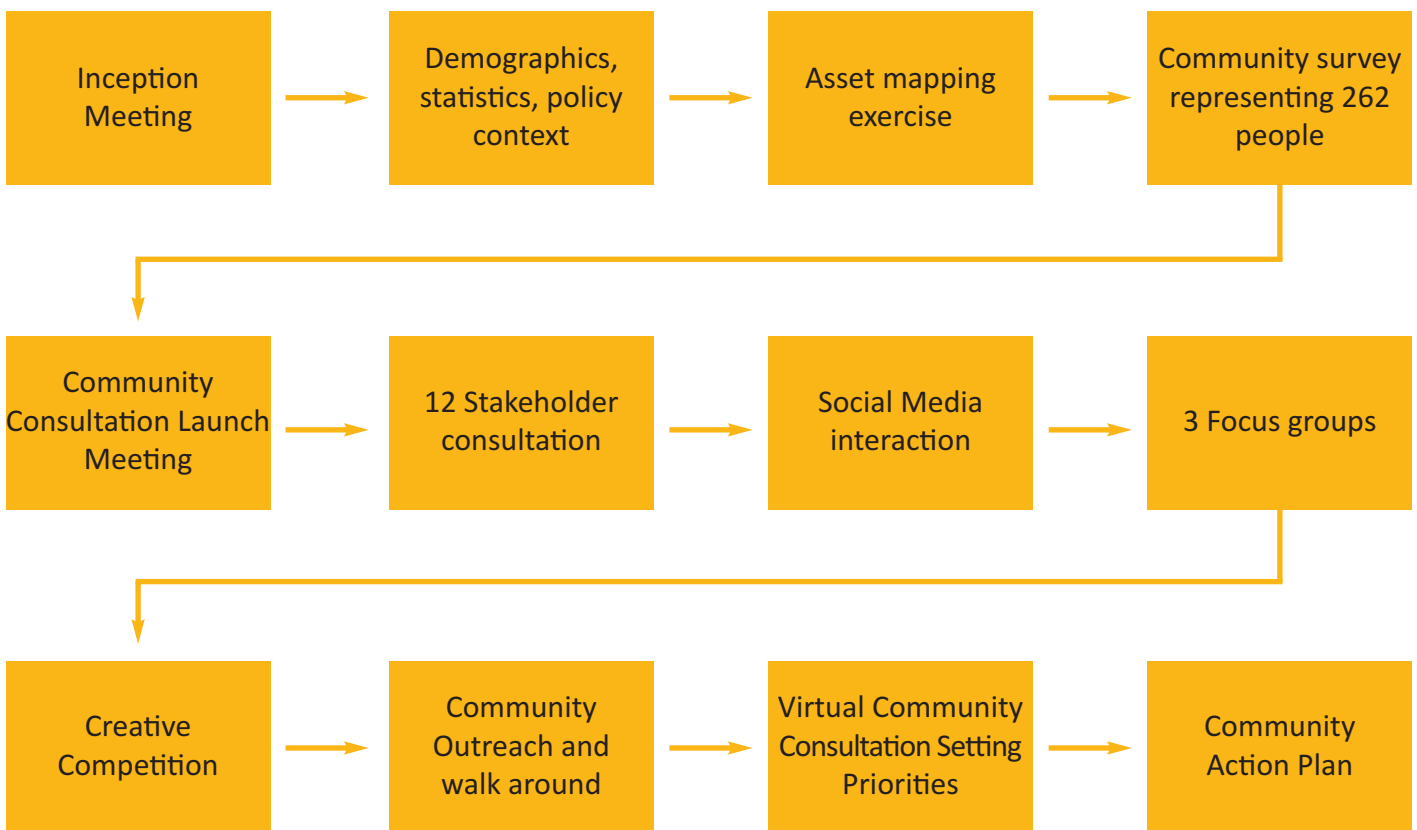 Inception
Meeting
Demographics,
statistics, policy
context
Asset mapping
exercise
Community survey
representing 262
people
Community
Consultation Launch
Meeting
12 Stakeholder
consultation
Social Media
interaction
3 Focus groups
Creative
Competition
Community
Outreach and
walk around
Virtual Community
Consultation Setting
Priorities
Community
Action Plan